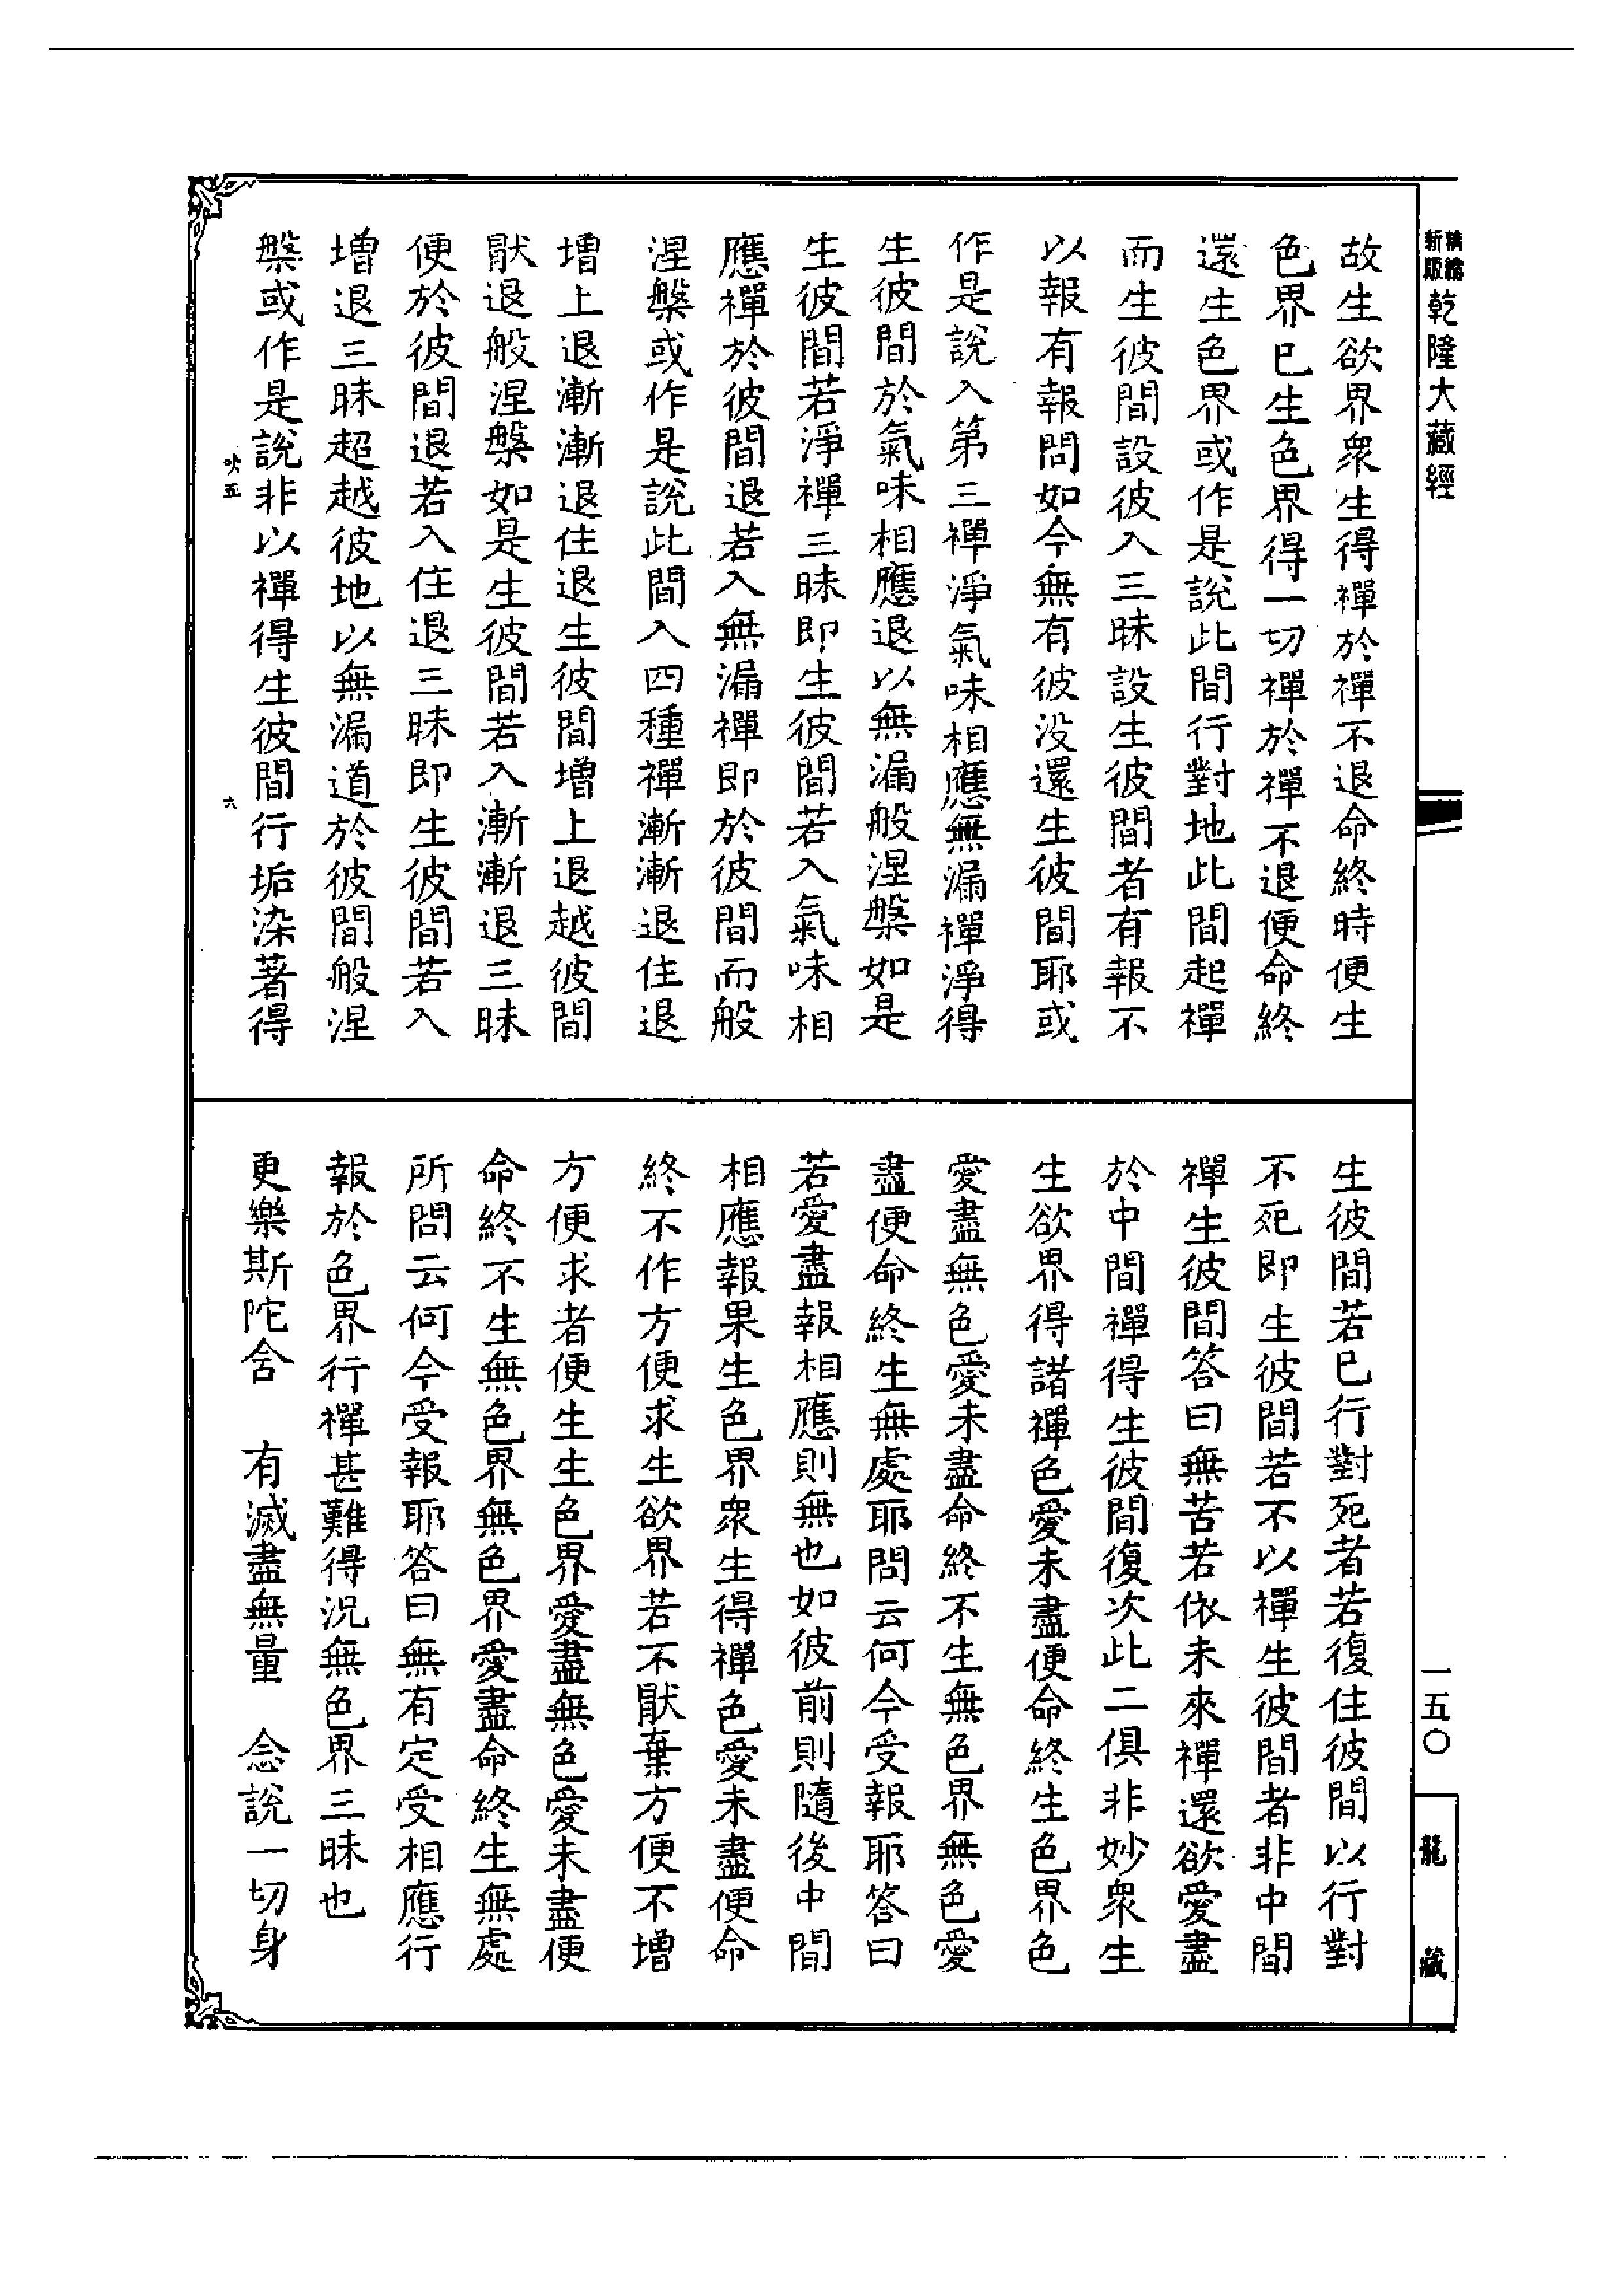 新版精縮乾隆大藏經
故生欲界衆生得禪於禪不退命終時便生
色界已生色界得一切禪於禪不退便命終
還生色界或作是說此間行對地此間起禪
而生彼間設彼入三昧設生彼間者有報不
以報有報問如今無有彼没還生彼間耶或
作是說入第三禪淨氣味相應無漏禪淨得
生彼間於氣味相應退以無漏般涅槃如是
生彼間若淨禪三昧即生彼間若入氣味相
應禪於彼間退若入無漏禪即於彼間而般
涅槃或作是說此間入四種禪漸漸退住退
增上退漸漸退住退生彼間增上退越彼間
猒退般涅槃如是生彼間若入漸漸退三昧
便於彼間退若入住退三昧即生彼間若入
增退三昧超越彼地以無漏道於彼間般涅
槃或作是說非以禪得生彼間行垢染著得
五
六
生彼間若已行對死者若復住彼間以行對
不死即生彼間若不以禪生彼間者非中間
禪生彼間答曰無苦若依未來禪還欲愛盡
於中間禪得生彼間復次此二俱非妙衆生
生欲界得諸禪色愛未盡便命終生色界色
愛盡無色愛未盡命終不生無色界無色愛
盡便命終生無處耶問云何今受報耶答曰
若愛盡報相應則無也如彼前則隨後中間
相應報果生色界衆生得禪色愛未盡便命
終不作方便求生欲界若不猒棄方便不增
方便求者便生生色界愛盡無色愛未盡便
命終不生無色界無色界愛盡命終生無處
所問云何今受報耶答曰無有定受相應行
報於色界行禪甚難得況無色界三昧也
更樂斯陀含　有滅盡無量　念說一切身
一五〇
龍藏